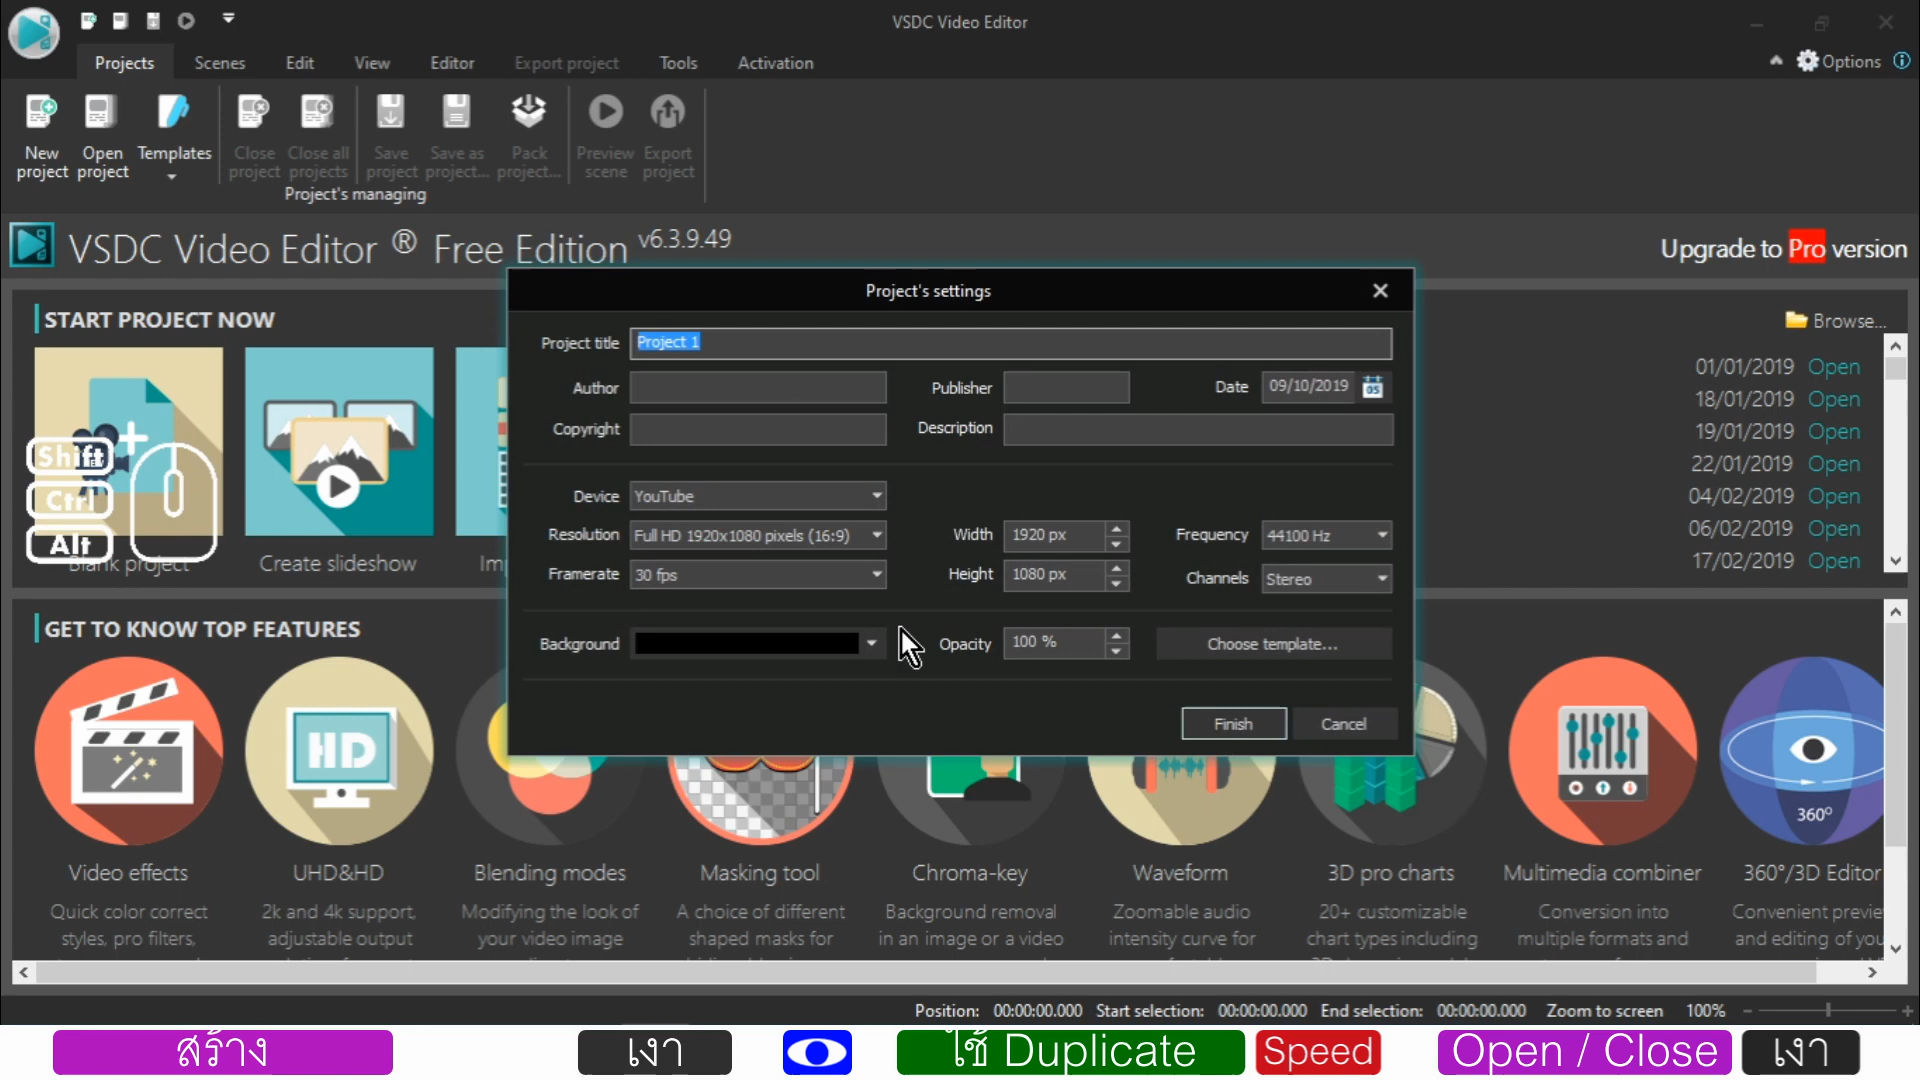 VSDC Video Editor
Projects Scenes Edit View Editor Export project Tools Activation Options
New project Open project Templates Close project Close all projects Save project Save as project... Pack project... Preview scene Export project
Project's managing
VSDC Video Editor ® Free Edition v6.3.9.49
Upgrade to Pro version
START PROJECT NOW
Browse...
01/01/2019 Open
18/01/2019 Open
19/01/2019 Open
22/01/2019 Open
04/02/2019 Open
06/02/2019 Open
17/02/2019 Open
Shift
Ctrl
Alt
Blank project Create slideshow
Project's settings
Project title Project 1
Author Publisher Date 09/10/2019
Copyright Description
Device YouTube
Resolution Full HD 1920x1080 pixels (16:9) Width 1920 px Frequency 44100 Hz
Framerate 30 fps Height 1080 px Channels Stereo
Background Opacity 100 % Choose template...
Finish Cancel
GET TO KNOW TOP FEATURES
HD
360°
Video effects UHD&HD Blending modes Masking tool Chroma-key Waveform 3D pro charts Multimedia combiner 360°/3D Editor
Quick color correct 2k and 4k support, Modifying the look of A choice of different Background removal Zoomable audio 20+ customizable Conversion into Convenient
styles, pro filters, adjustable output your video image shaped masks for in an image or a video intensity curve for chart types including multiple formats and and editing of
Position: 00:00:00.000 Start selection: 00:00:00.000 End selection: 00:00:00.000 Zoom to screen 100%
สร้าง เงา ใช้ Duplicate Speed Open / Close เงา